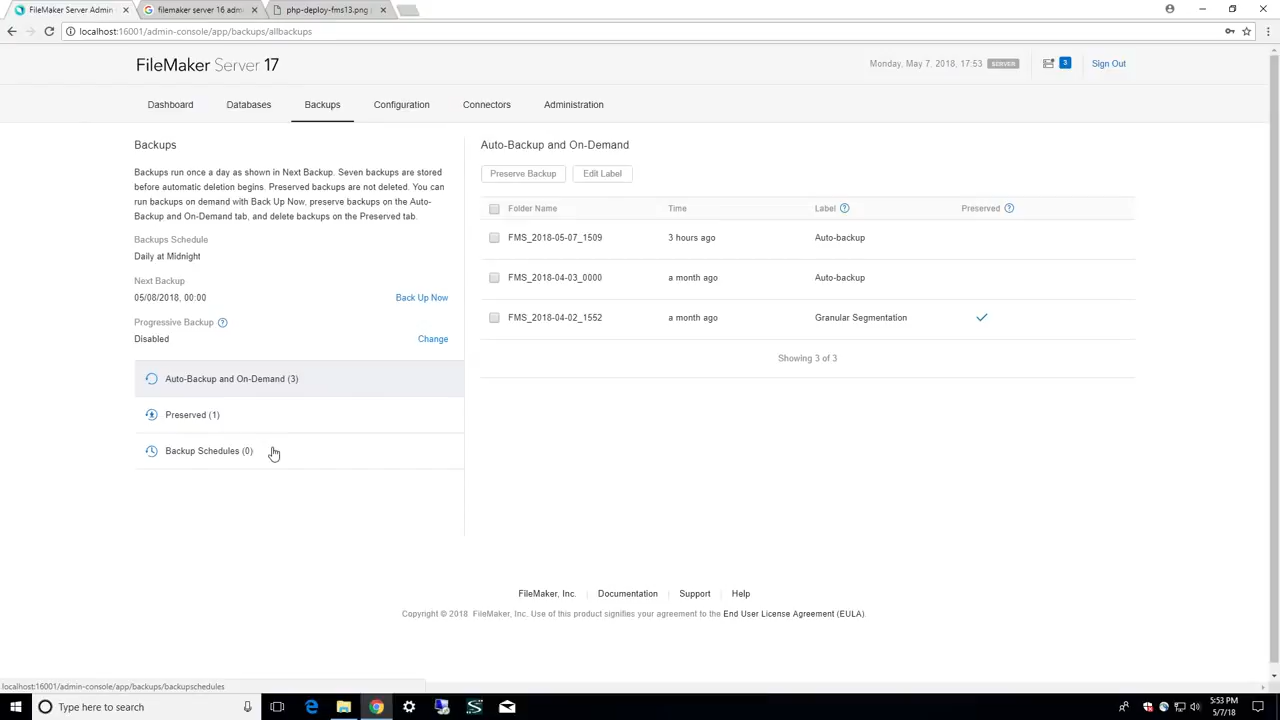 FileMaker Server Admin
filemaker server 16 adm
php-deploy-fms13.png
localhost:16001/admin-console/app/backups/allbackups
FileMaker Server 17
Monday, May 7, 2018, 17:53
SERVER
3
Sign Out
Dashboard
Databases
Backups
Configuration
Connectors
Administration
Backups
Backups run once a day as shown in Next Backup. Seven backups are stored
before automatic deletion begins. Preserved backups are not deleted. You can
run backups on demand with Back Up Now, preserve backups on the Auto-
Backup and On-Demand tab, and delete backups on the Preserved tab.
Backups Schedule
Daily at Midnight
Next Backup
05/08/2018, 00:00
Back Up Now
Progressive Backup ?
Disabled
Change
Auto-Backup and On-Demand (3)
Preserved (1)
Backup Schedules (0)
Auto-Backup and On-Demand
Preserve Backup
Edit Label
Folder Name
Time
Label ?
Preserved ?
FMS_2018-05-07_1509
3 hours ago
Auto-backup
FMS_2018-04-03_0000
a month ago
Auto-backup
FMS_2018-04-02_1552
a month ago
Granular Segmentation
Showing 3 of 3
FileMaker, Inc.
Documentation
Support
Help
Copyright © 2018 FileMaker, Inc. Use of this product signifies your agreement to the End User License Agreement (EULA).
localhost:16001/admin-console/app/backups/backupschedules
Type here to search
5:53 PM
5/7/18